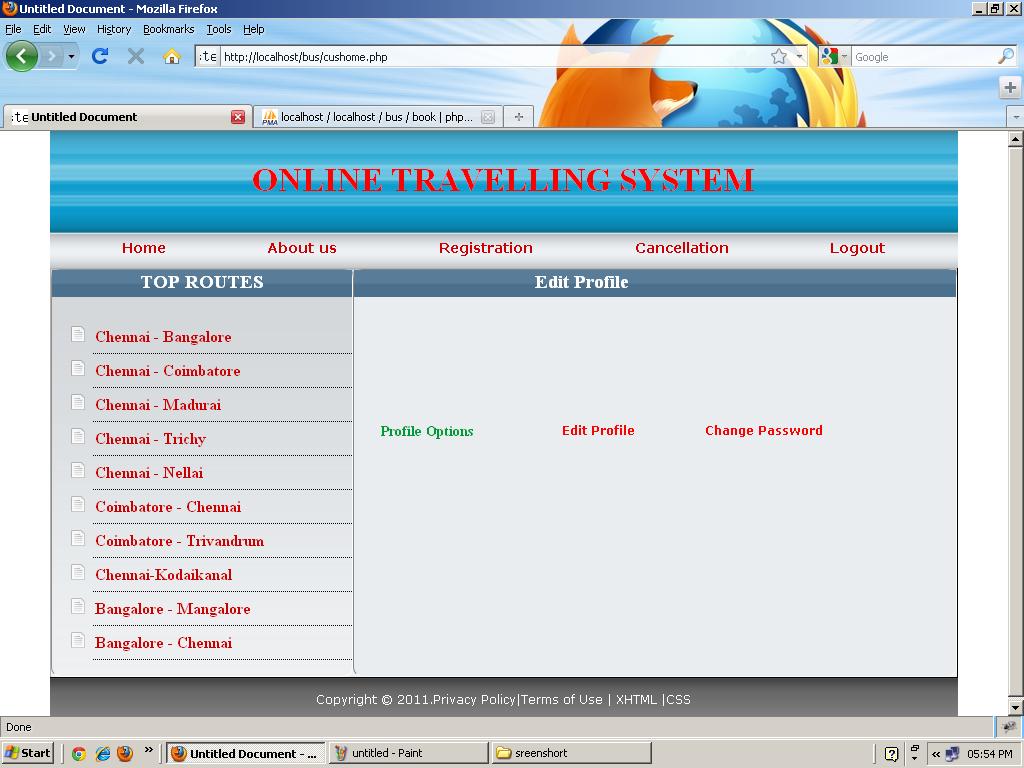 Untitled Document - Mozilla Firefox
File Edit View History Bookmarks Tools Help
:te http://localhost/bus/cushome.php Google
:te Untitled Document PMA localhost / localhost / bus / book | php...
ONLINE TRAVELLING SYSTEM
Home About us Registration Cancellation Logout
TOP ROUTES Edit Profile
Chennai - Bangalore
Chennai - Coimbatore
Chennai - Madurai
Profile Options Edit Profile Change Password
Chennai - Trichy
Chennai - Nellai
Coimbatore - Chennai
Coimbatore - Trivandrum
Chennai-Kodaikanal
Bangalore - Mangalore
Bangalore - Chennai
Copyright © 2011.Privacy Policy|Terms of Use | XHTML |CSS
Done
Start Untitled Document - ... untitled - Paint sreenshort 05:54 PM